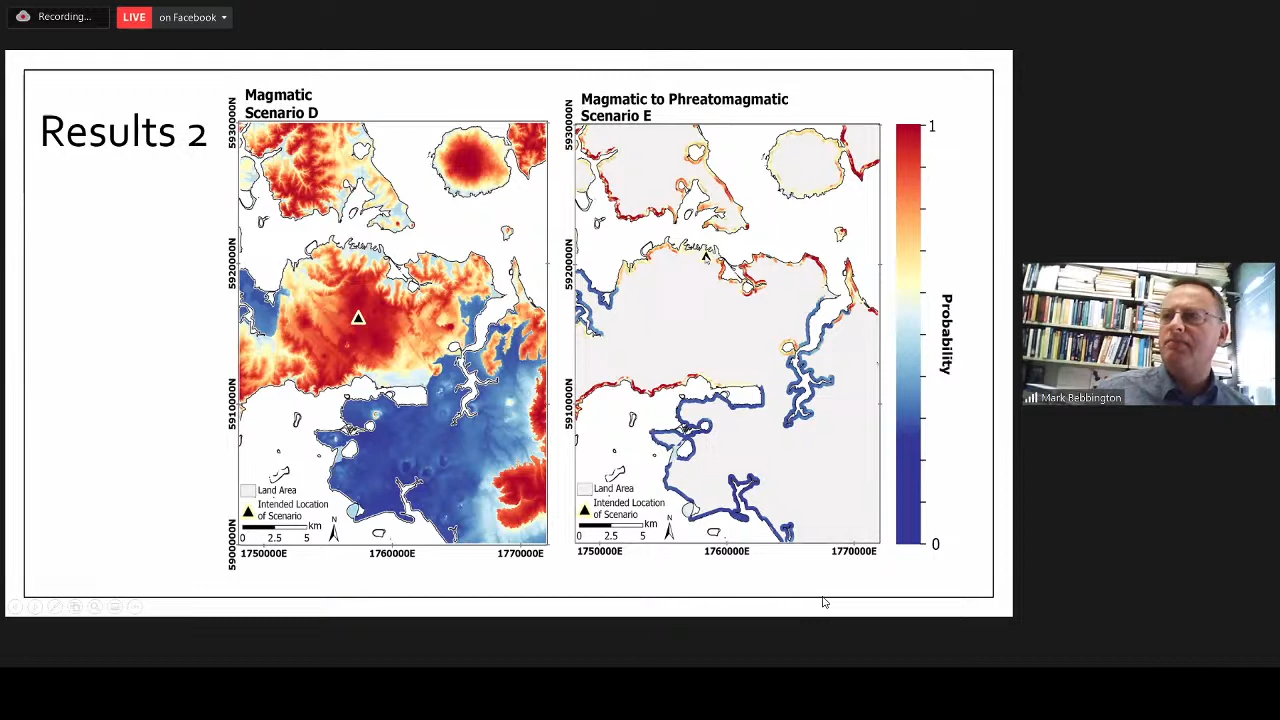 Recording...
LIVE on Facebook
Results 2
Magmatic
Scenario D
Magmatic to Phreatomagmatic
Scenario E
5930000N
5920000N
5910000N
5900000N
Land Area
Intended Location
of Scenario
km
0 2.5 5
N
1750000E 1760000E 1770000E
5930000N
5920000N
5910000N
5900000N
Land Area
Intended Location
of Scenario
km
0 2.5 5
N
1750000E 1760000E 1770000E
1
Probability
0
Mark Bebbington